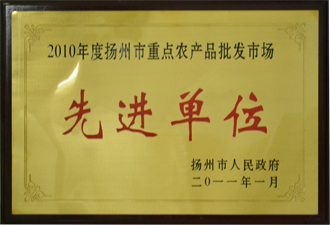 2010年度扬州市重点农产品批发市场
先进单位
扬州市人民政府
二〇一一年一月